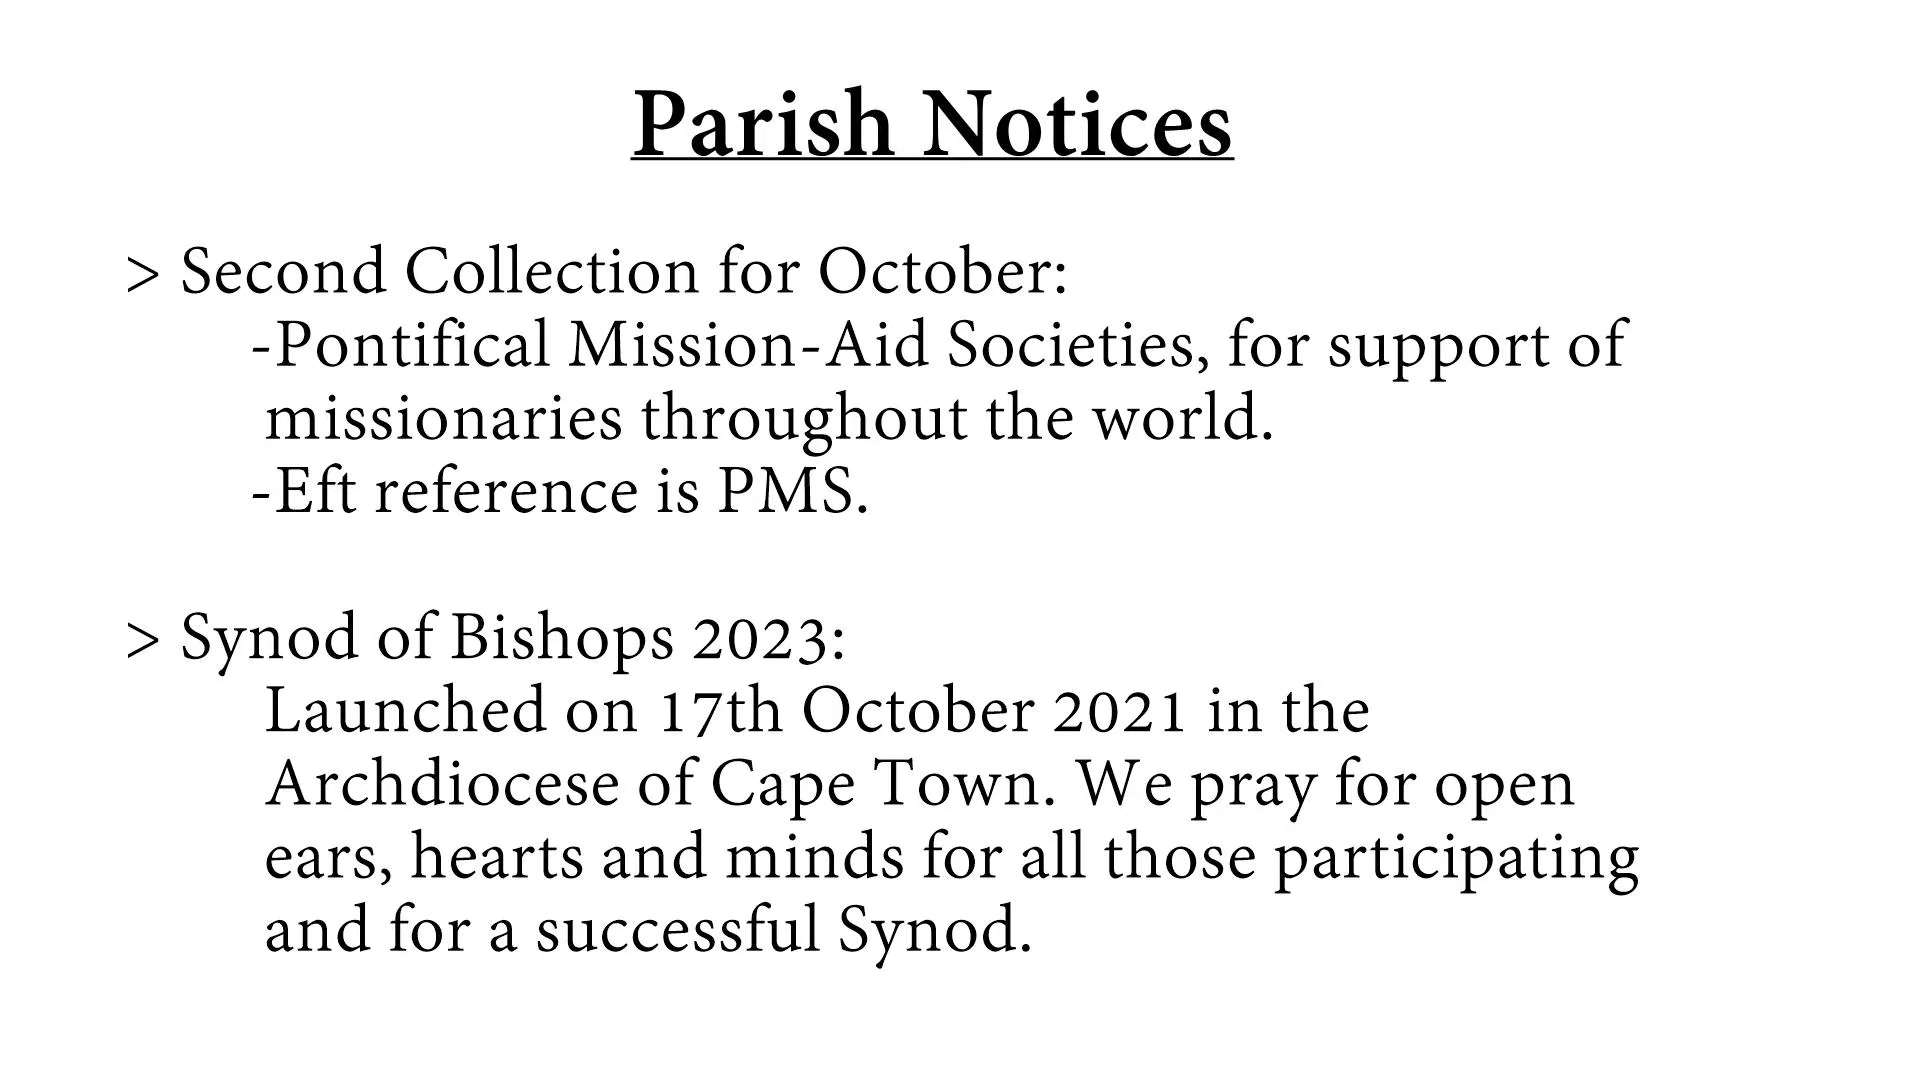 Parish Notices
> Second Collection for October:
-Pontifical Mission-Aid Societies, for support of
missionaries throughout the world.
-Eft reference is PMS.
> Synod of Bishops 2023:
Launched on 17th October 2021 in the
Archdiocese of Cape Town. We pray for open
ears, hearts and minds for all those participating
and for a successful Synod.